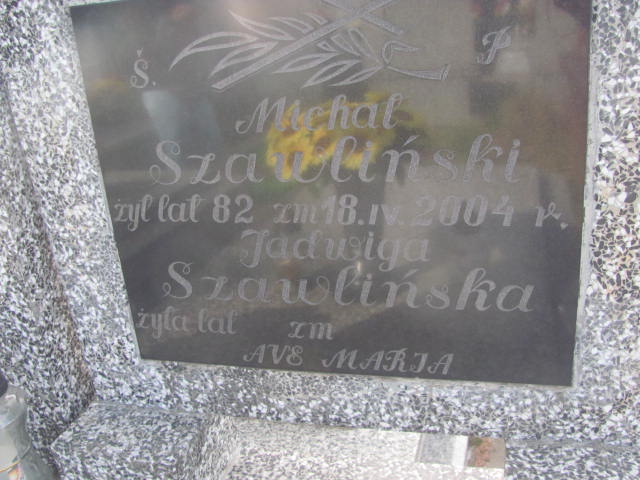 Ś. P
Michał
Szawliński
żył lat 82 zm 18.IV.2004 r.
Jadwiga
Szawlińska
żyła lat zm
AVE MARIA